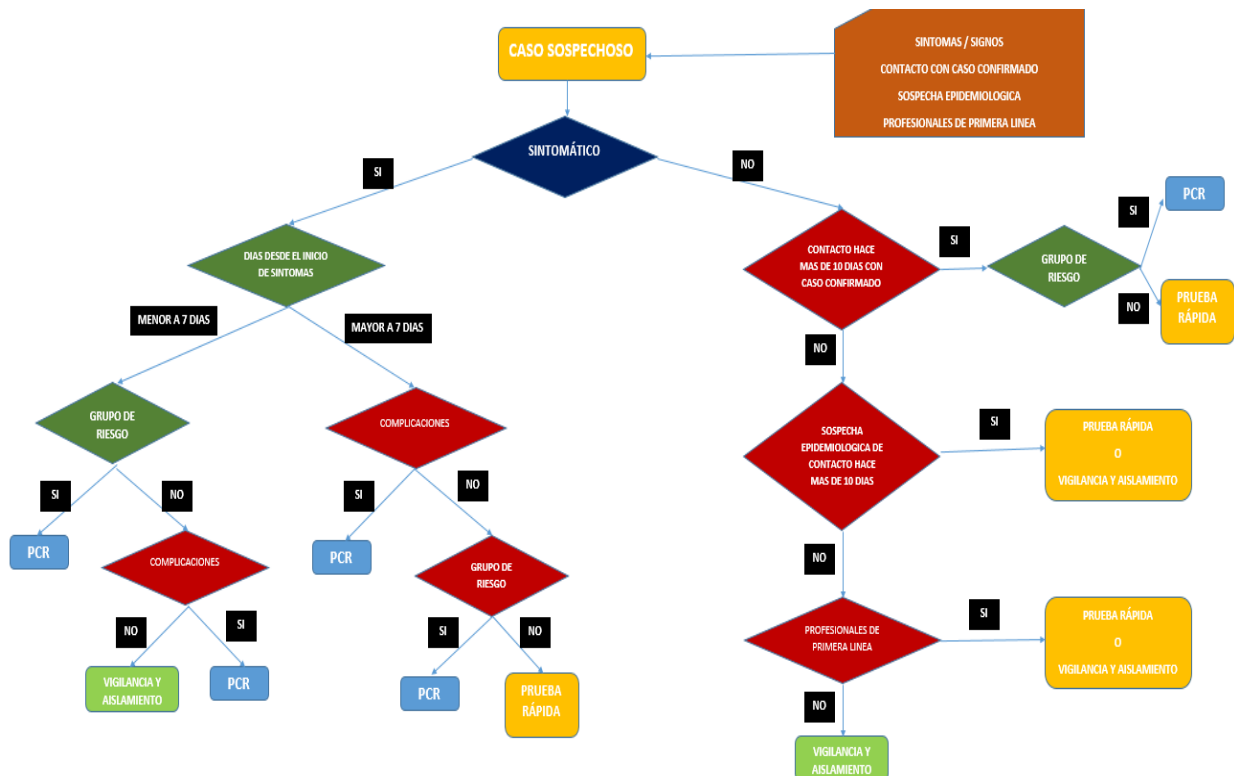 CASO SOSPECHOSO
SINTOMAS / SIGNOS
CONTACTO CON CASO CONFIRMADO
SOSPECHA EPIDEMIOLOGICA
PROFESIONALES DE PRIMERA LINEA
SINTOMÁTICO
SI
NO
DIAS DESDE EL INICIO
DE SINTOMAS
CONTACTO HACE
MAS DE 10 DIAS CON
CASO CONFIRMADO
SI
GRUPO DE
RIESGO
SI
PCR
NO
PRUEBA
RÁPIDA
MENOR A 7 DIAS
MAYOR A 7 DIAS
NO
GRUPO DE
RIESGO
COMPLICACIONES
SOSPECHA
EPIDEMIOLOGICA DE
CONTACTO HACE
MAS DE 10 DIAS
SI
PRUEBA RÁPIDA
O
VIGILANCIA Y AISLAMIENTO
SI
NO
SI
NO
PCR
COMPLICACIONES
PCR
GRUPO DE
RIESGO
NO
NO
SI
SI
NO
VIGILANCIA Y
AISLAMIENTO
PCR
PCR
PRUEBA
RÁPIDA
PROFESIONALES DE
PRIMERA LINEA
SI
PRUEBA RÁPIDA
O
VIGILANCIA Y AISLAMIENTO
NO
VIGILANCIA Y
AISLAMIENTO